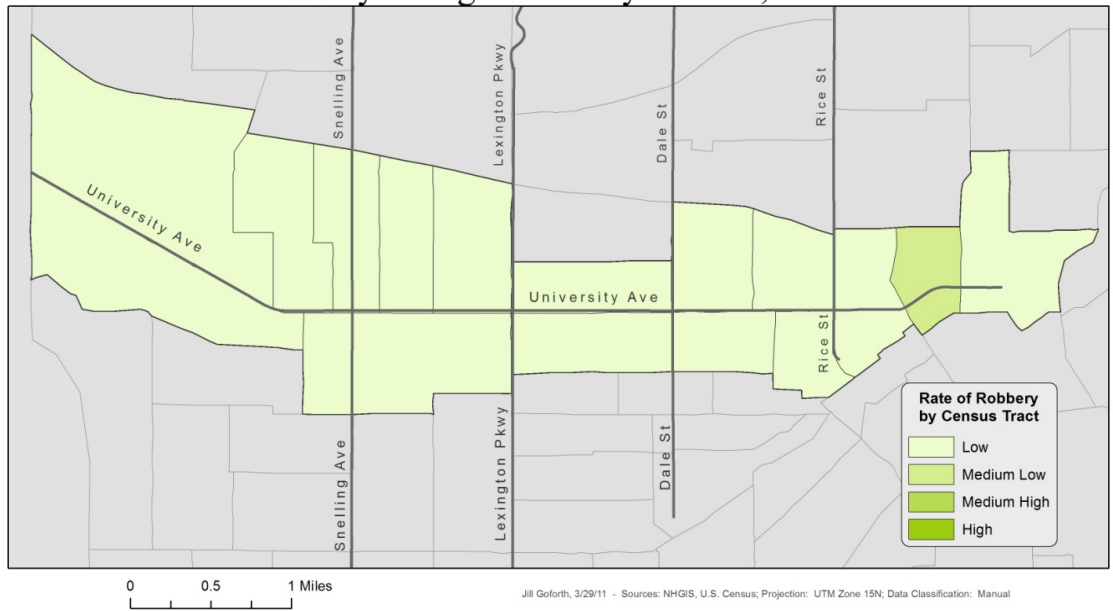 Snelling Ave
Lexington Pkwy
Dale St
Rice St
University Ave
University Ave
Rice St
Snelling Ave
Lexington Pkwy
Dale St
Rate of Robbery
by Census Tract
Low
Medium Low
Medium High
High
0 0.5 1 Miles
Jill Goforth, 3/29/11 - Sources: NHGIS, U.S. Census; Projection: UTM Zone 15N; Data Classification: Manual